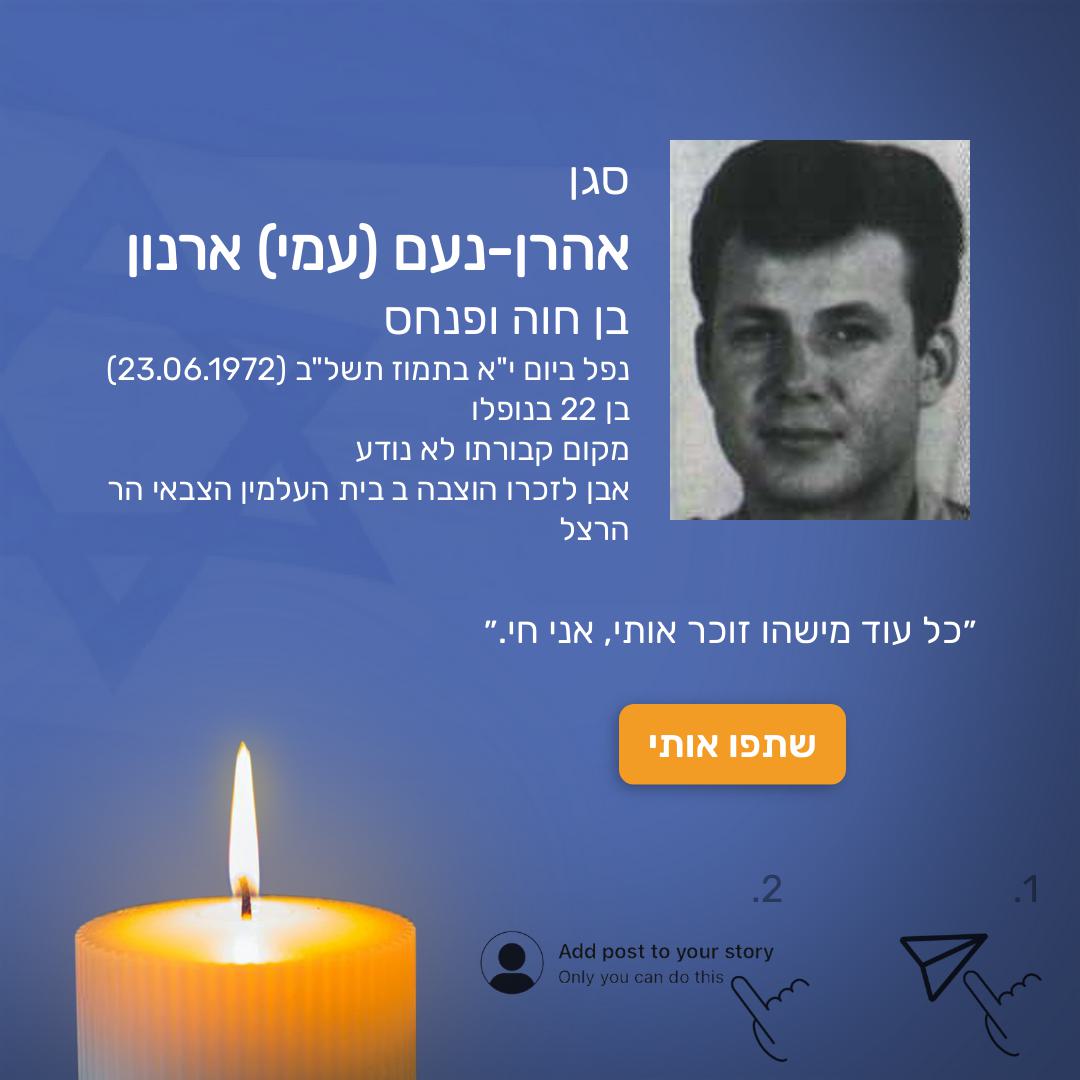 סגן
אהרן-נעם (עמי) ארנון
בן חוה ופנחס
נפל ביום י"א בתמוז תשל"ב (23.06.1972)
בן 22 בנופלו
מקום קבורתו לא נודע
אבן לזכרו הוצבה ב בית העלמין הצבאי הר
הרצל
״כל עוד מישהו זוכר אותי, אני חי.״
שתפו אותי
1.
2.
Add post to your story
Only you can do this